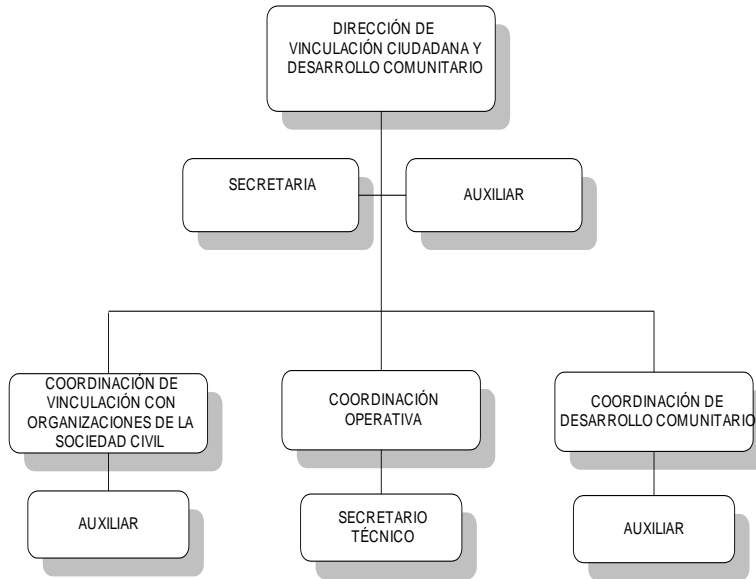 DIRECCIÓN DE
VINCULACIÓN CIUDADANA Y
DESARROLLO COMUNITARIO
SECRETARIA
AUXILIAR
COORDINACIÓN DE
VINCULACIÓN CON
ORGANIZACIONES DE LA
SOCIEDAD CIVIL
COORDINACIÓN
OPERATIVA
COORDINACIÓN DE
DESARROLLO COMUNITARIO
AUXILIAR
SECRETARIO
TÉCNICO
AUXILIAR